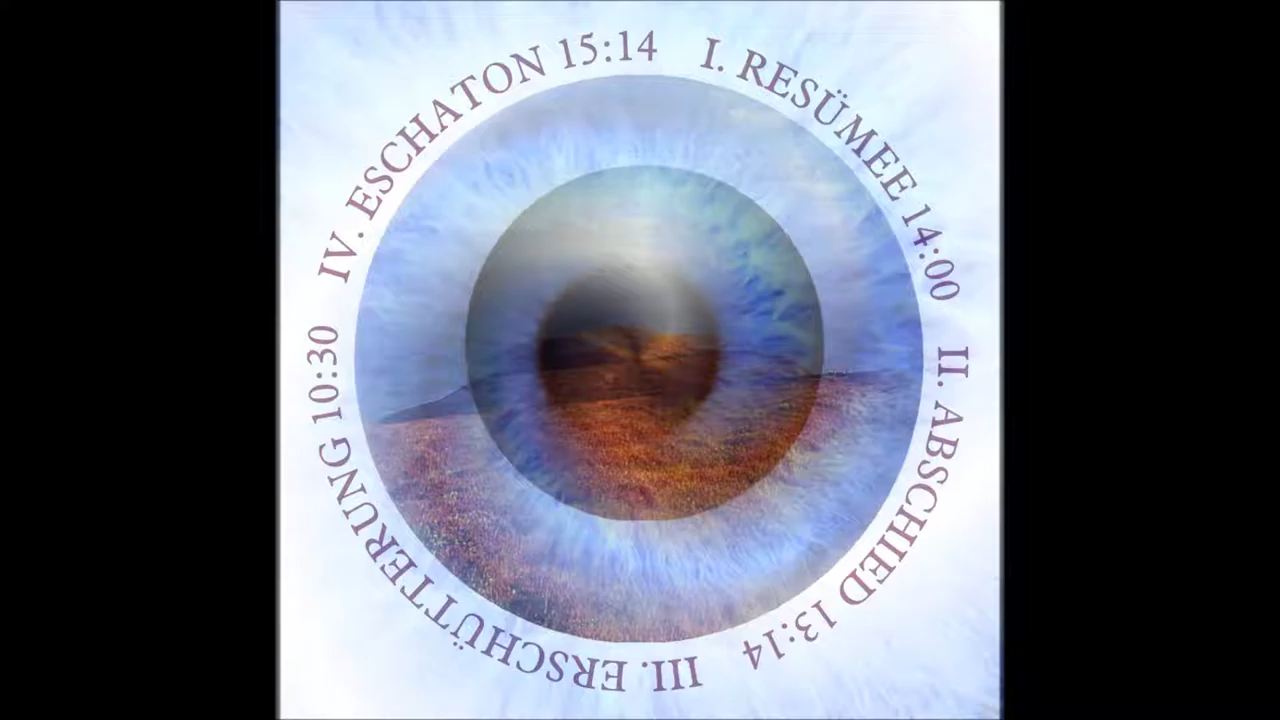 I. RESÜMEE 14:00
II. ABSCHIED 13:14
III. ERSCHÜTTERUNG 10:30
IV. ESCHATON 15:14